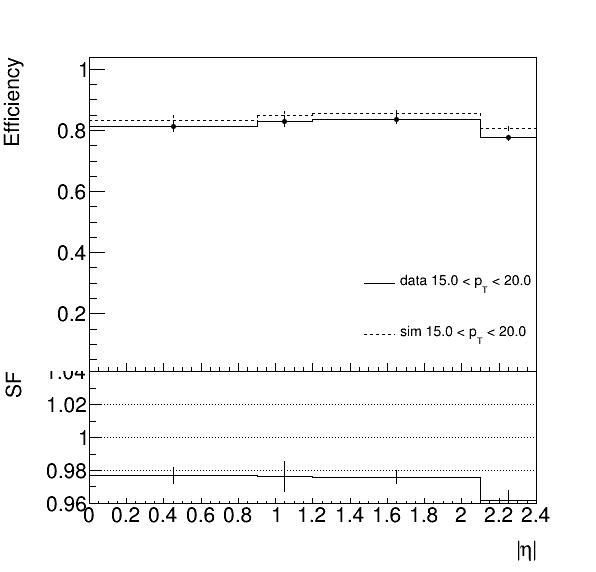 Efficiency
1
0.8
0.6
0.4
0.2
data 15.0 < pT < 20.0
sim 15.0 < pT < 20.0
SF
1.04
1.02
1
0.98
0.96
0 0.2 0.4 0.6 0.8 1 1.2 1.4 1.6 1.8 2 2.2 2.4
|η|